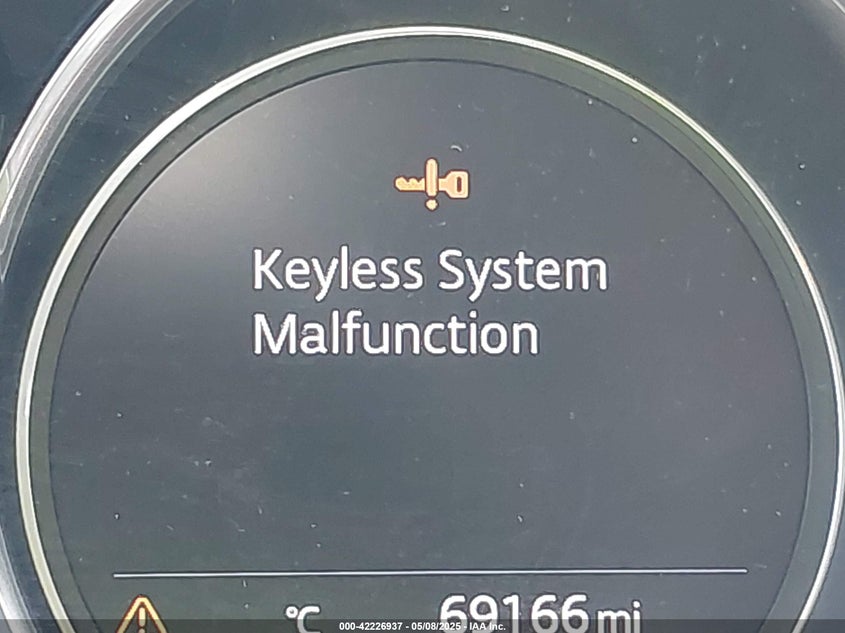 Keyless System
Malfunction
°C 69166 mi
000-42226937 - 05/08/2025 - IAA Inc.